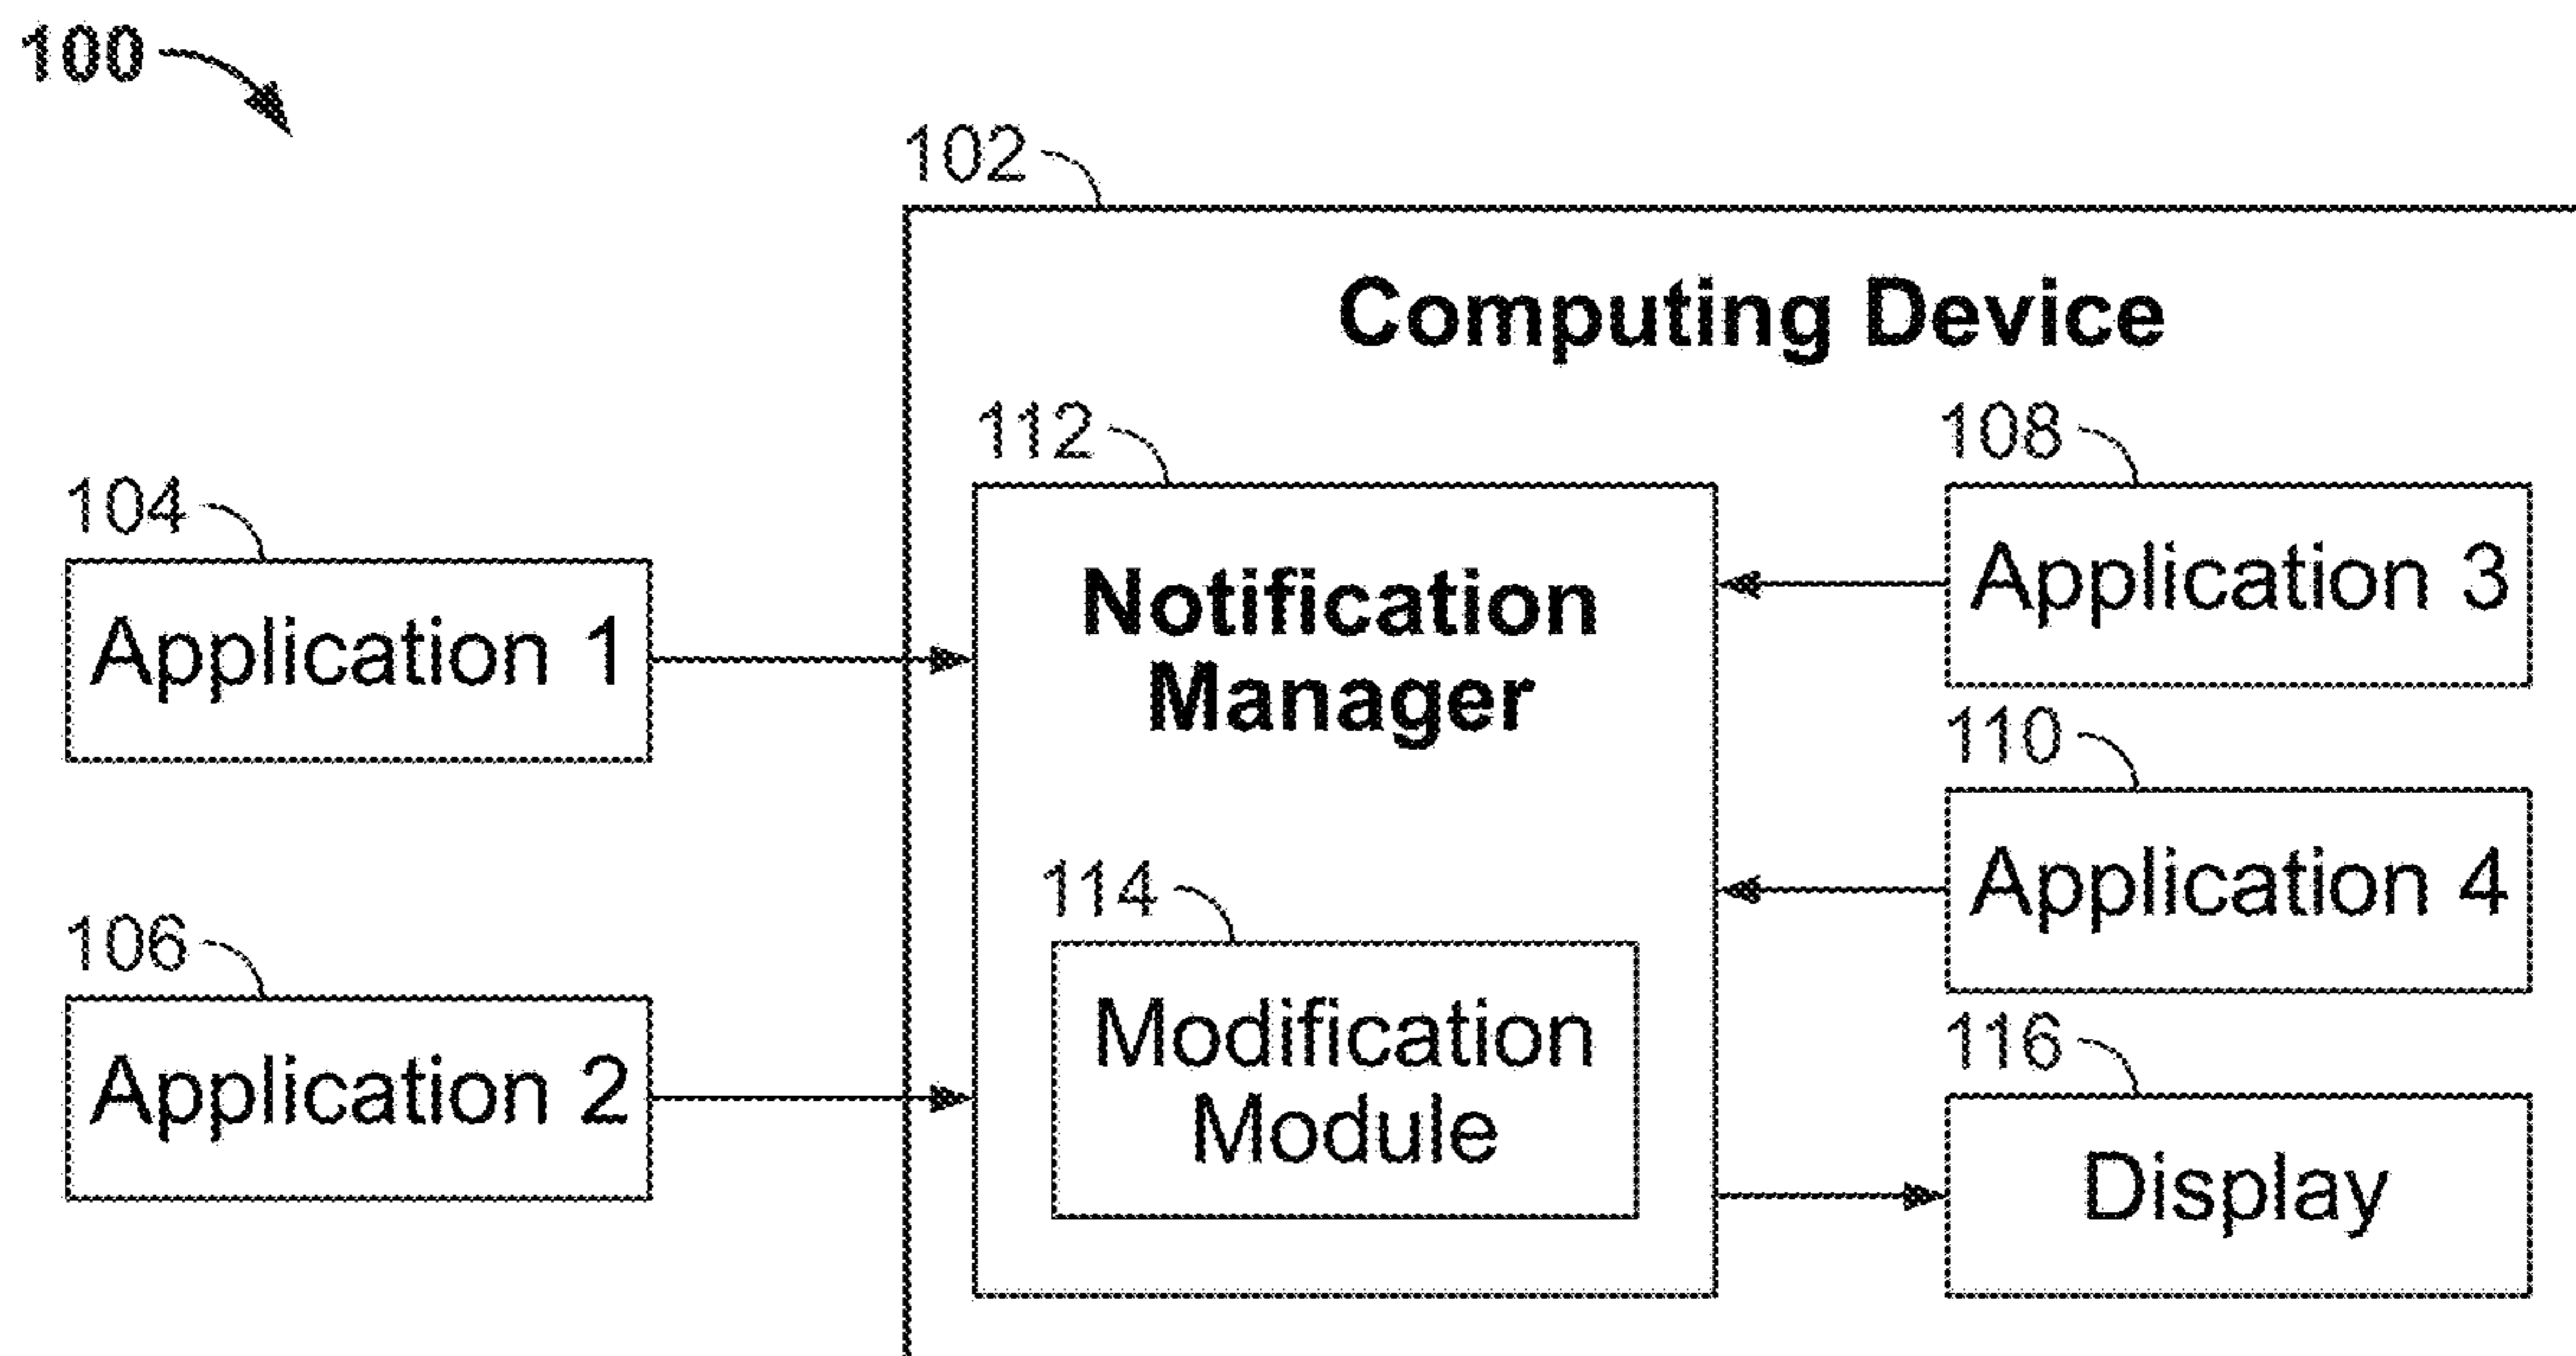 100
102
Computing Device
112
108
104
Application 3
Notification
Manager
Application 1
110
114
Application 4
106
Modification
Module
116
Application 2
Display